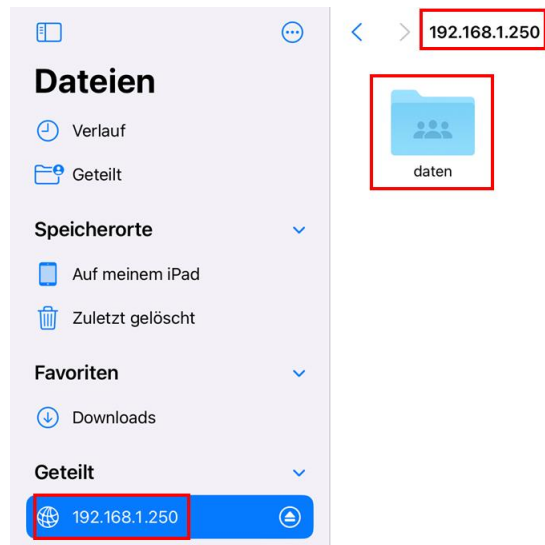 Dateien
Verlauf
Geteilt
Speicherorte
Auf meinem iPad
Zuletzt gelöscht
Favoriten
Downloads
Geteilt
192.168.1.250
192.168.1.250
daten